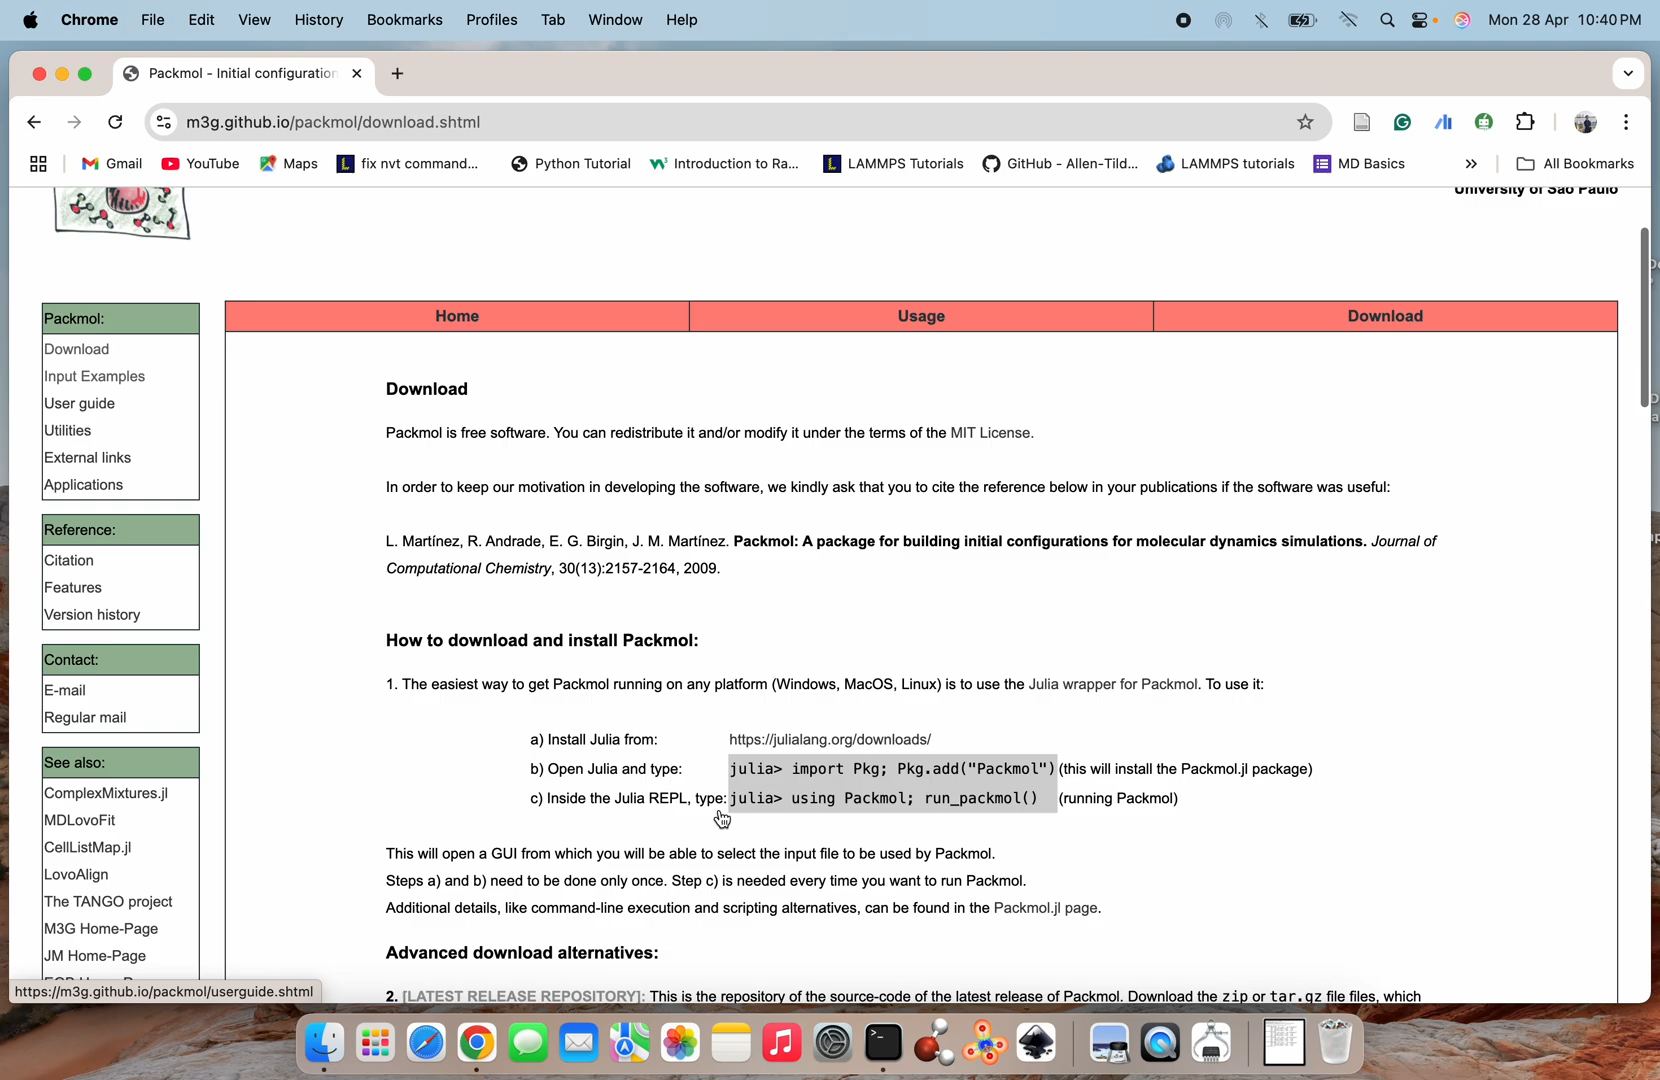 Chrome File Edit View History Bookmarks Profiles Tab Window Help Mon 28 Apr 10:40 PM
Packmol - Initial configuration
m3g.github.io/packmol/download.shtml
Gmail YouTube Maps fix nvt command... Python Tutorial Introduction to Ra... LAMMPS Tutorials GitHub - Allen-Tild... LAMMPS tutorials MD Basics » All Bookmarks
University of São Paulo
Home Usage Download
Packmol:
Download
Input Examples
User guide
Utilities
External links
Applications
Reference:
Citation
Features
Version history
Contact:
E-mail
Regular mail
See also:
ComplexMixtures.jl
MDLovoFit
CellListMap.jl
LovoAlign
The TANGO project
M3G Home-Page
JM Home-Page
Download
Packmol is free software. You can redistribute it and/or modify it under the terms of the MIT License.
In order to keep our motivation in developing the software, we kindly ask that you to cite the reference below in your publications if the software was useful:
L. Martínez, R. Andrade, E. G. Birgin, J. M. Martínez. Packmol: A package for building initial configurations for molecular dynamics simulations. Journal of
Computational Chemistry, 30(13):2157-2164, 2009.
How to download and install Packmol:
1. The easiest way to get Packmol running on any platform (Windows, MacOS, Linux) is to use the Julia wrapper for Packmol. To use it:
a) Install Julia from: https://julialang.org/downloads/
b) Open Julia and type: julia> import Pkg; Pkg.add("Packmol") (this will install the Packmol.jl package)
c) Inside the Julia REPL, type: julia> using Packmol; run_packmol() (running Packmol)
This will open a GUI from which you will be able to select the input file to be used by Packmol.
Steps a) and b) need to be done only once. Step c) is needed every time you want to run Packmol.
Additional details, like command-line execution and scripting alternatives, can be found in the Packmol.jl page.
Advanced download alternatives:
2. [LATEST RELEASE REPOSITORY]: This is the repository of the source-code of the latest release of Packmol. Download the zip or tar.gz file files, which
https://m3g.github.io/packmol/userguide.shtml